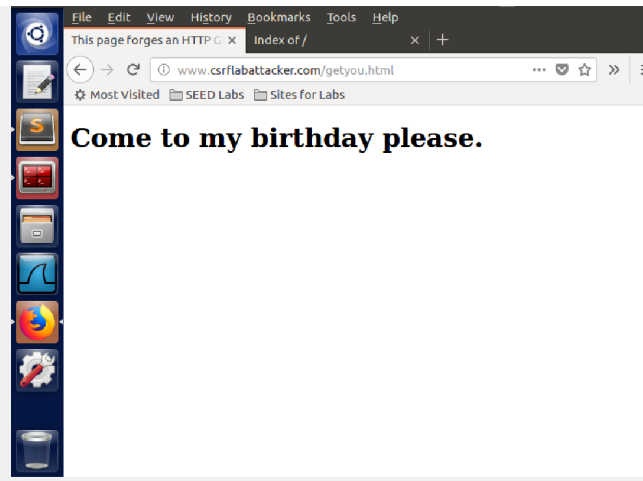 File Edit View History Bookmarks Tools Help
This page forges an HTTP G Index of /
www.csrflabattacker.com/getyou.html
Most Visited SEED Labs Sites for Labs
Come to my birthday please.